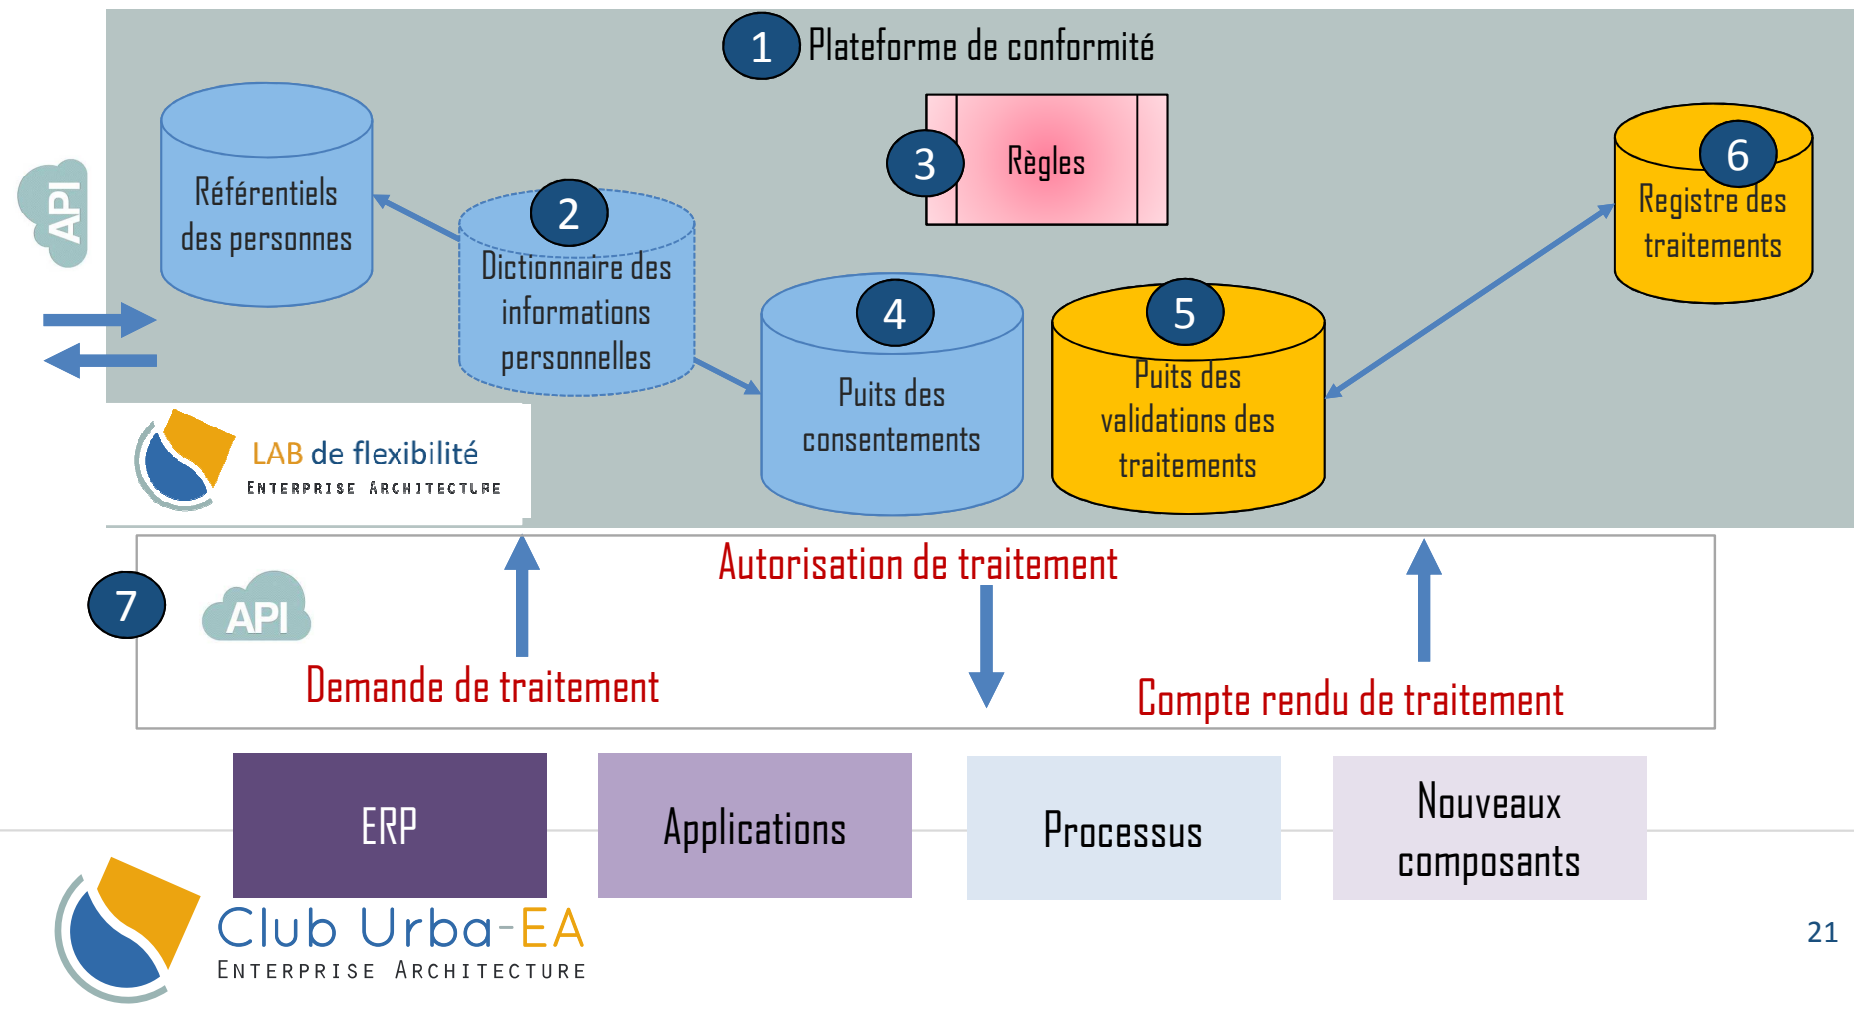 1
Plateforme de conformité
API
Référentiels
des personnes
2
Dictionnaire des
informations
personnelles
3
Règles
4
Puits des
consentements
5
Puits des
validations des
traitements
6
Registre des
traitements
LAB de flexibilité
ENTERPRISE ARCHITECTURE
7
API
Autorisation de traitement
Demande de traitement
Compte rendu de traitement
ERP
Applications
Processus
Nouveaux
composants
Club Urba-EA
ENTERPRISE ARCHITECTURE
21